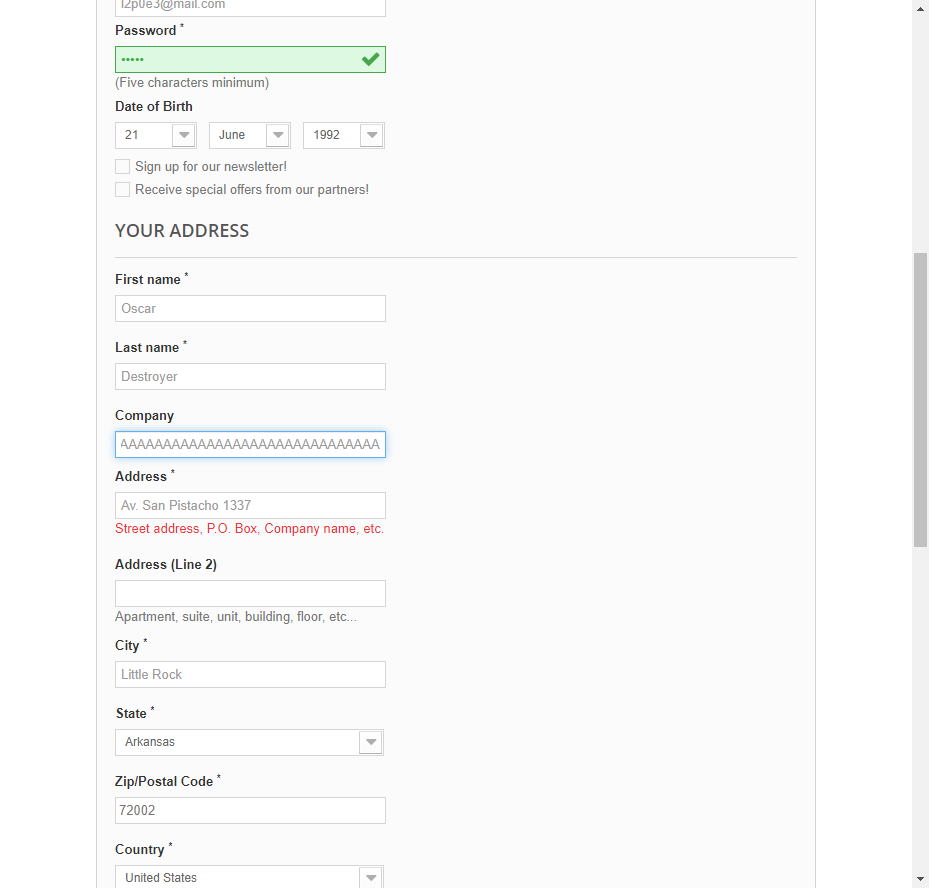 l2p0e3@mail.com
Password *
•••••
(Five characters minimum)
Date of Birth
21 June 1992
Sign up for our newsletter!
Receive special offers from our partners!
YOUR ADDRESS
First name *
Oscar
Last name *
Destroyer
Company
AAAAAAAAAAAAAAAAAAAAAAAAAAAAAA
Address *
Av. San Pistacho 1337
Street address, P.O. Box, Company name, etc.
Address (Line 2)
Apartment, suite, unit, building, floor, etc...
City *
Little Rock
State *
Arkansas
Zip/Postal Code *
72002
Country *
United States